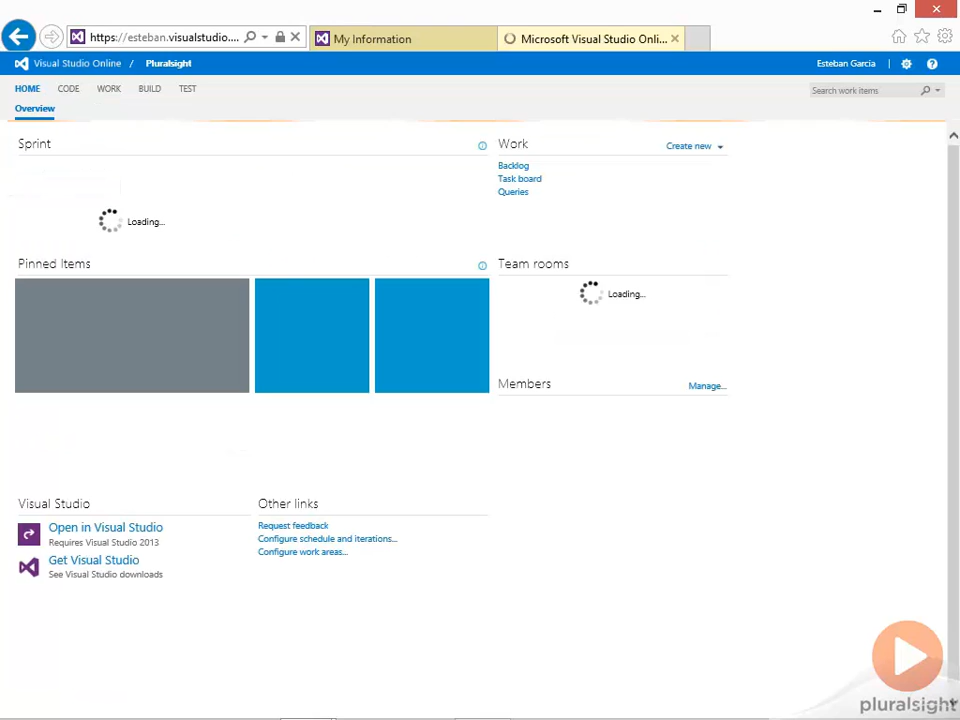 https://esteban.visualstudio....
My Information
Microsoft Visual Studio Onli...
Visual Studio Online / Pluralsight
Esteban Garcia
HOME CODE WORK BUILD TEST
Search work items
Overview
Sprint
Work
Create new
Backlog
Task board
Queries
Loading...
Pinned Items
Team rooms
Loading...
Members
Manage...
Visual Studio
Other links
Open in Visual Studio
Requires Visual Studio 2013
Get Visual Studio
See Visual Studio downloads
Request feedback
Configure schedule and iterations...
Configure work areas...
pluralsight